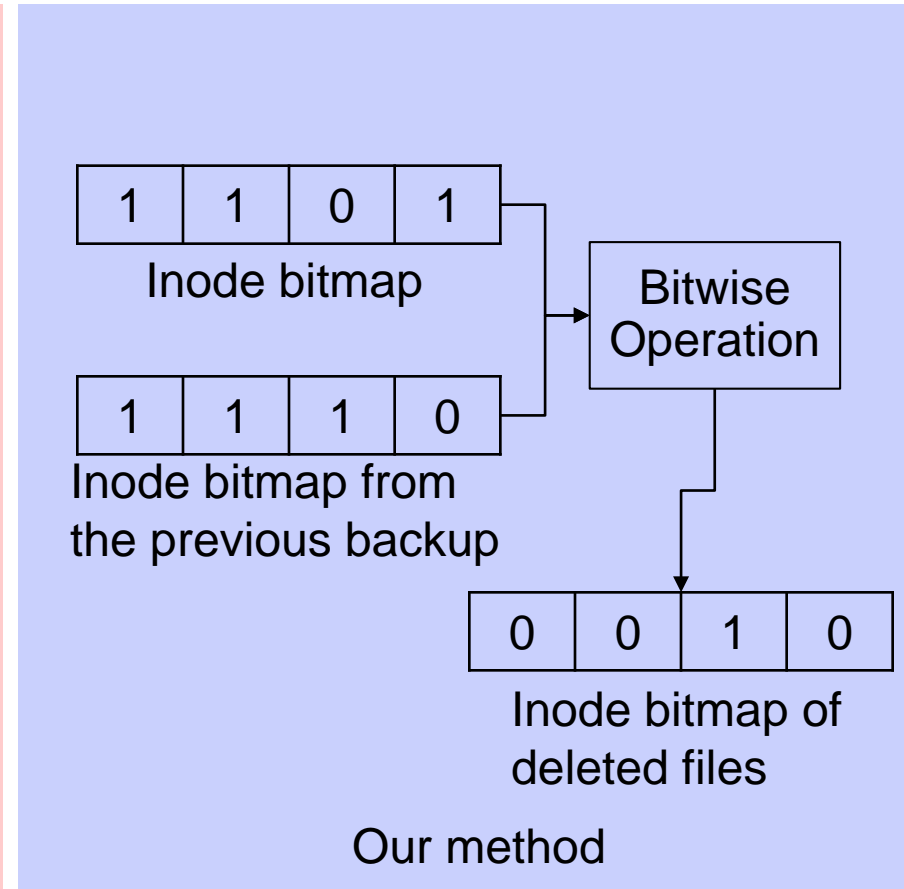 1 1 0 1
Inode bitmap
Bitwise
Operation
1 1 1 0
Inode bitmap from
the previous backup
0 0 1 0
Inode bitmap of
deleted files
Our method